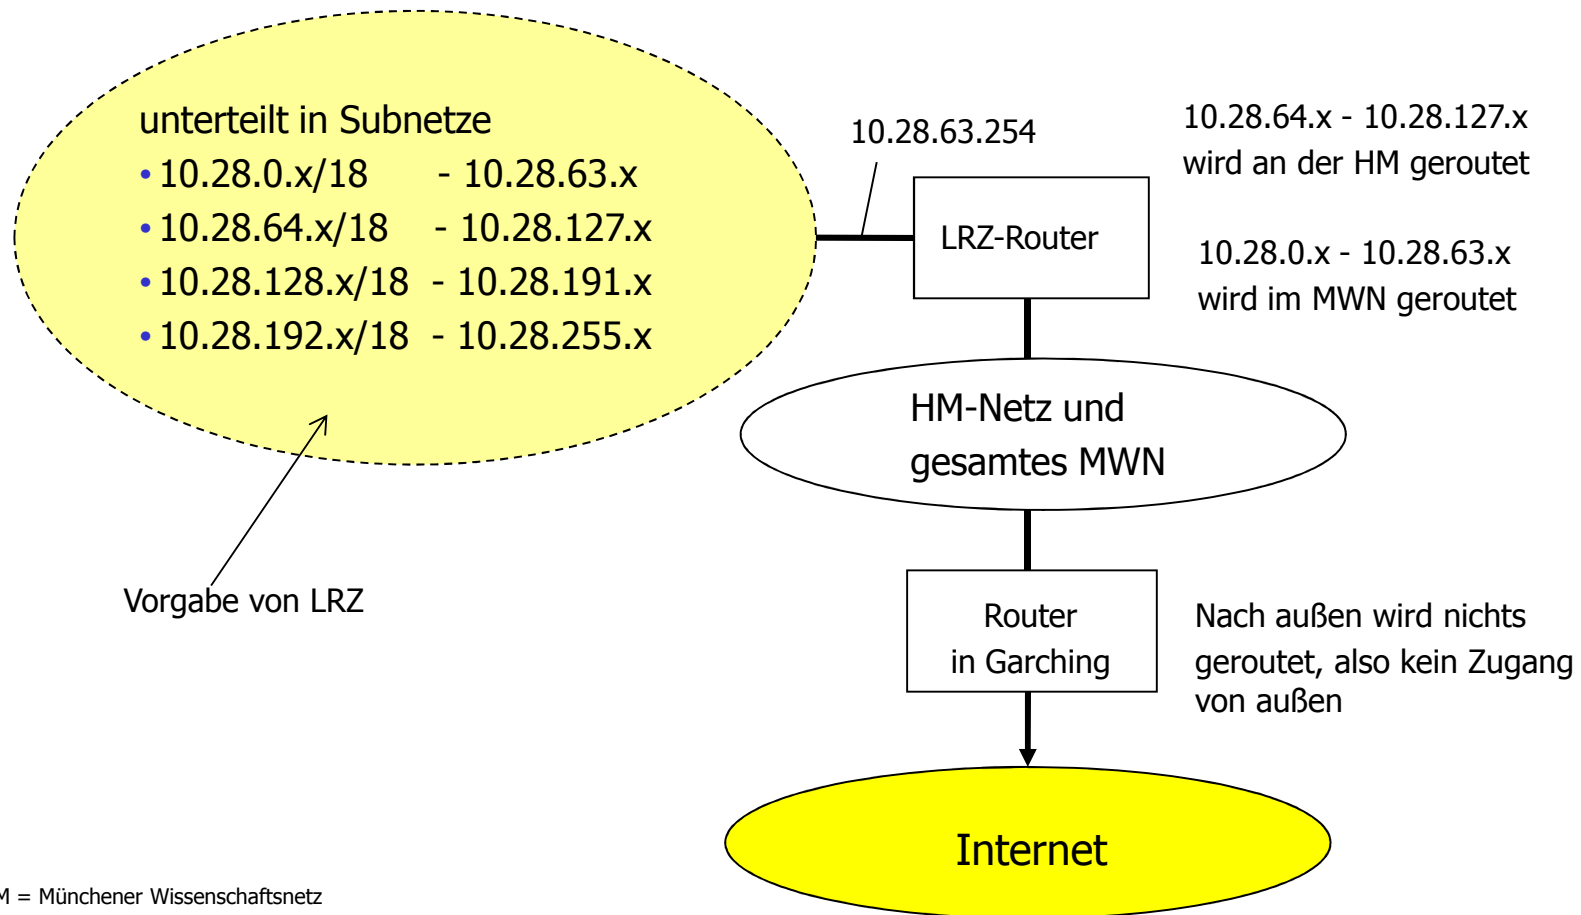 unterteilt in Subnetze
• 10.28.0.x/18 - 10.28.63.x
• 10.28.64.x/18 - 10.28.127.x
• 10.28.128.x/18 - 10.28.191.x
• 10.28.192.x/18 - 10.28.255.x
10.28.63.254
LRZ-Router
10.28.64.x - 10.28.127.x
wird an der HM geroutet
10.28.0.x - 10.28.63.x
wird im MWN geroutet
HM-Netz und
gesamtes MWN
Vorgabe von LRZ
Router
in Garching
Nach außen wird nichts
geroutet, also kein Zugang
von außen
Internet
= Münchener Wissenschaftsnetz